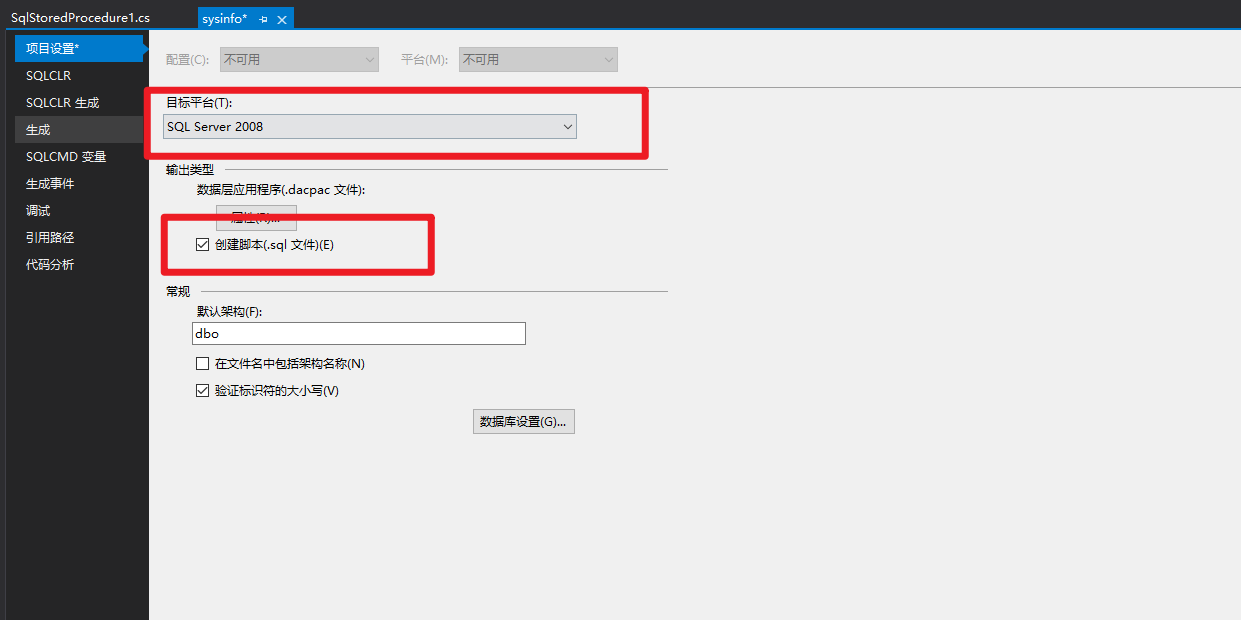 SqlStoredProcedure1.cs
sysinfo*
项目设置*
SQLCLR
SQLCLR 生成
生成
SQLCMD 变量
生成事件
调试
引用路径
代码分析
配置(C): 不可用 平台(M): 不可用
目标平台(T):
SQL Server 2008
输出类型
数据层应用程序(.dacpac 文件):
属性(R)...
创建脚本(.sql 文件)(E)
常规
默认架构(F):
dbo
在文件名中包括架构名称(N)
验证标识符的大小写(V)
数据库设置(G)...